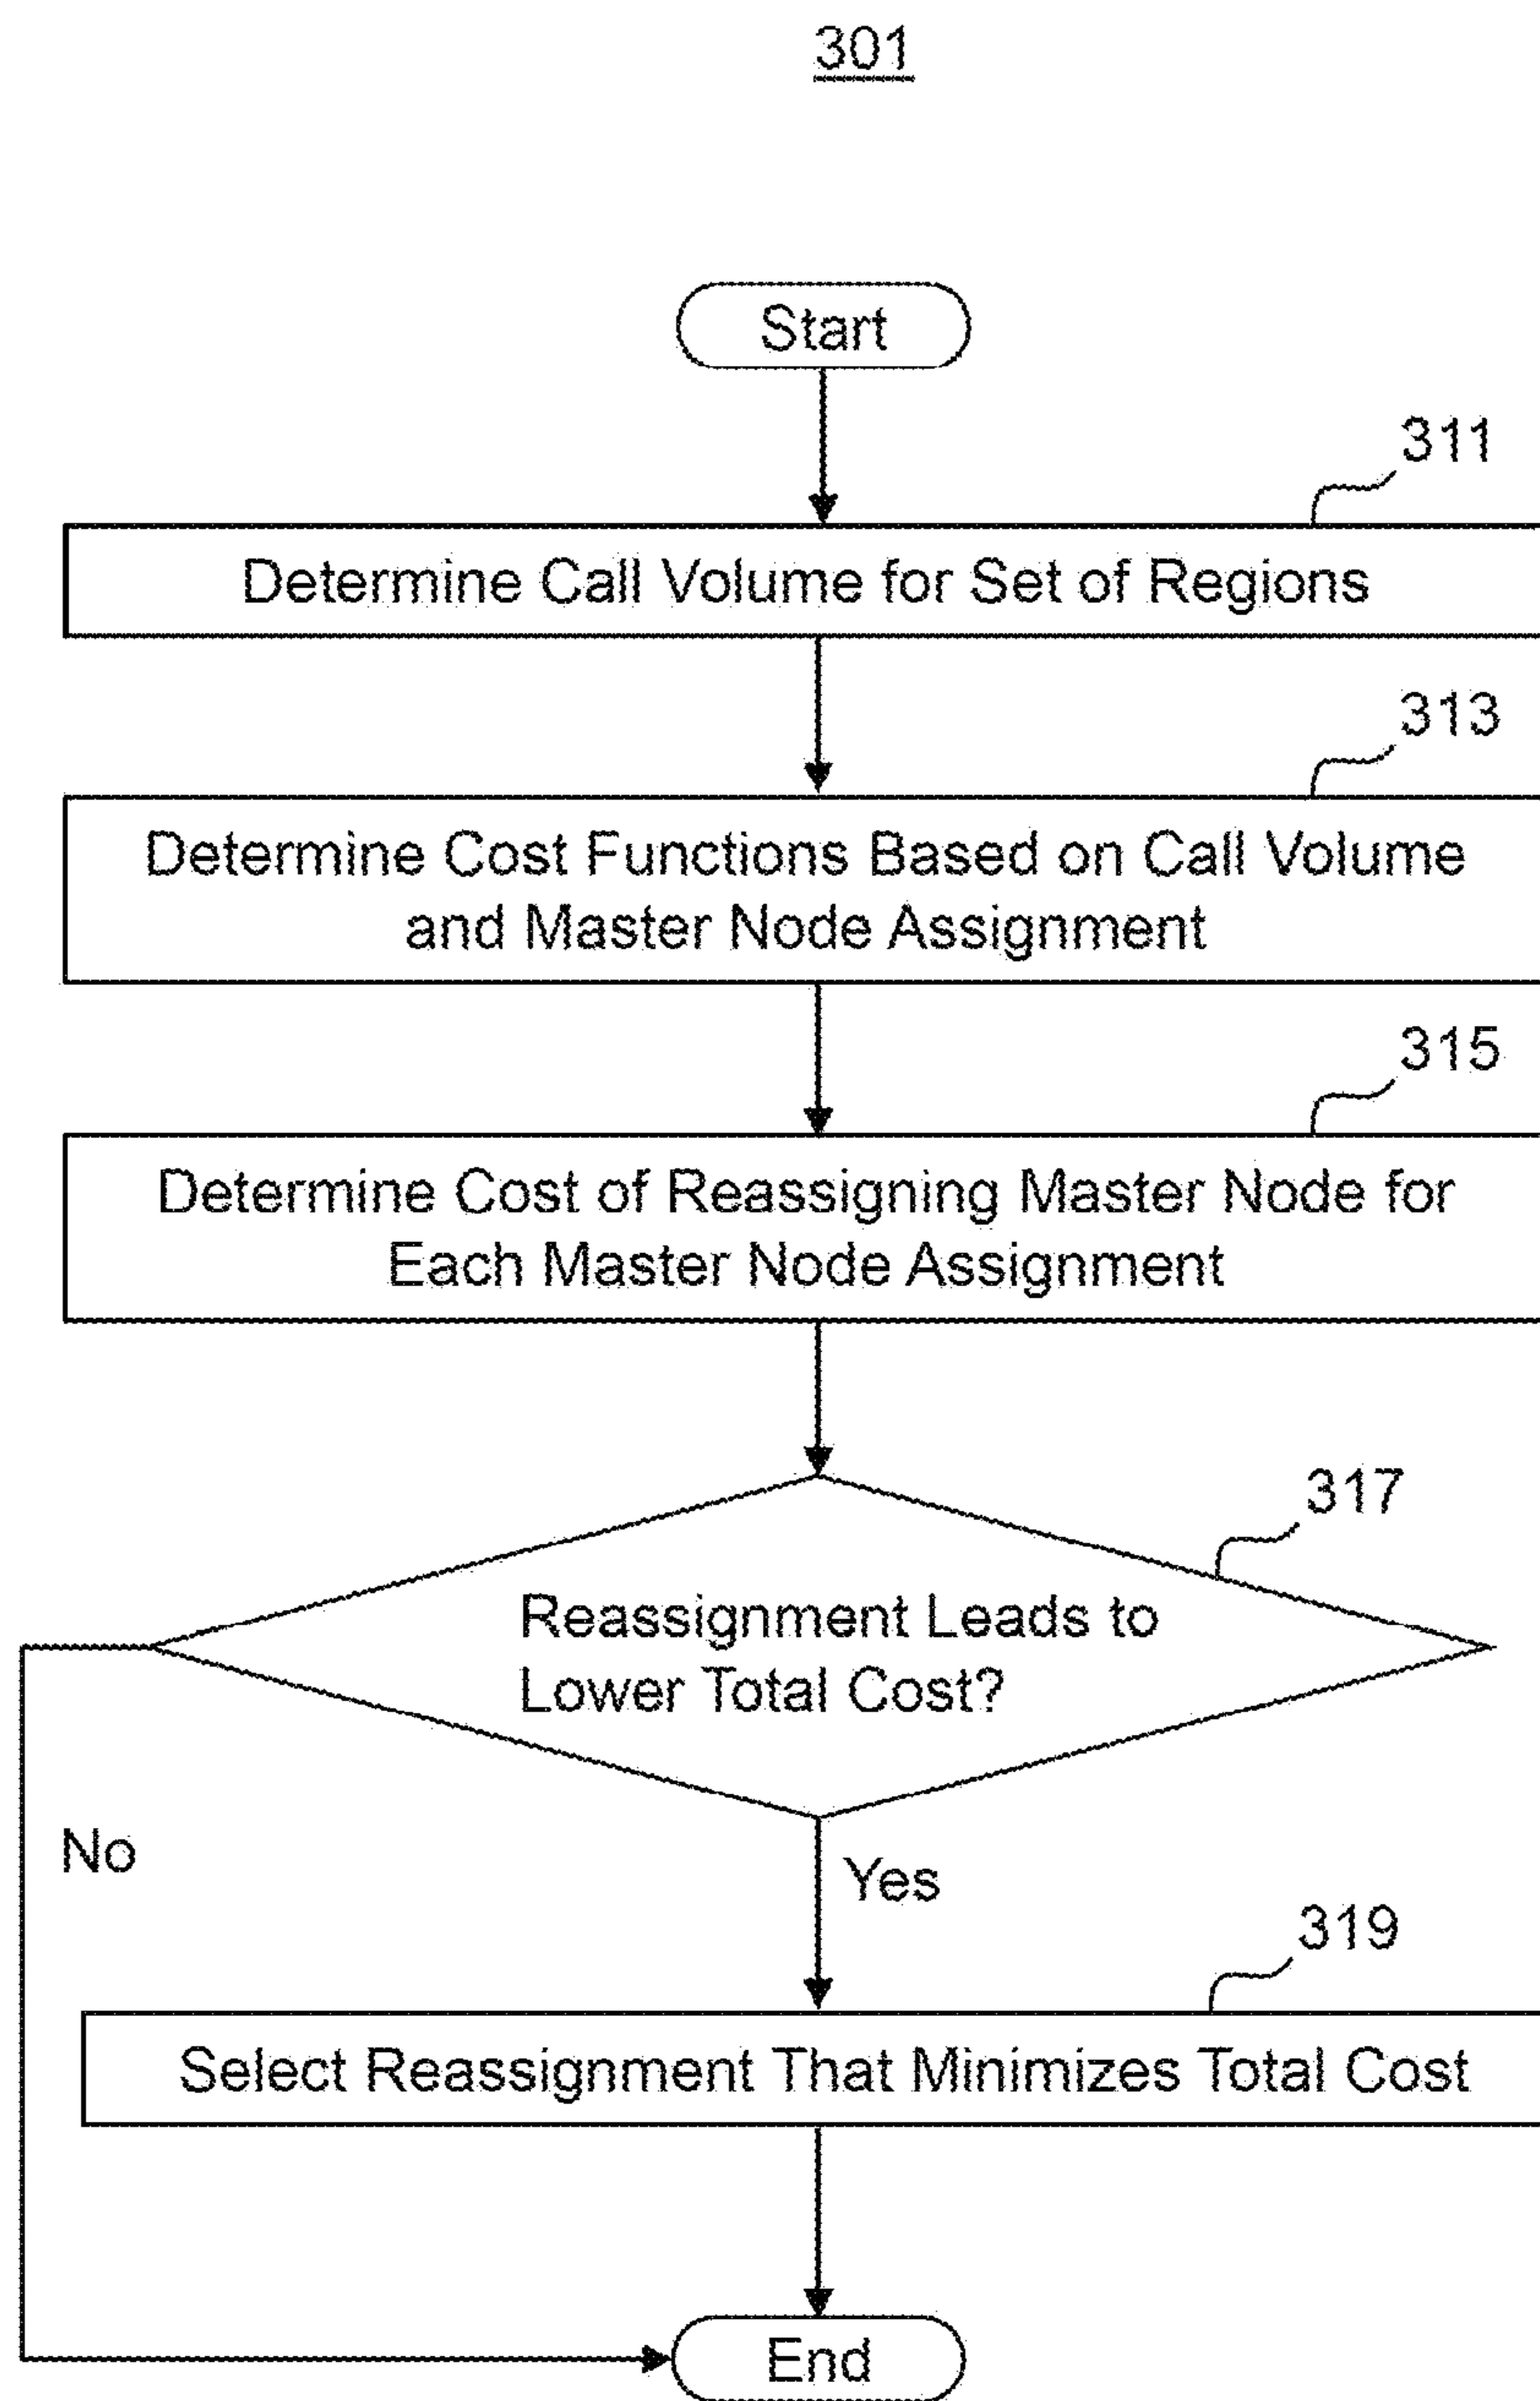 301
Start
311
Determine Call Volume for Set of Regions
313
Determine Cost Functions Based on Call Volume
and Master Node Assignment
315
Determine Cost of Reassigning Master Node for
Each Master Node Assignment
317
Reassignment Leads to
Lower Total Cost?
No
Yes
319
Select Reassignment That Minimizes Total Cost
End